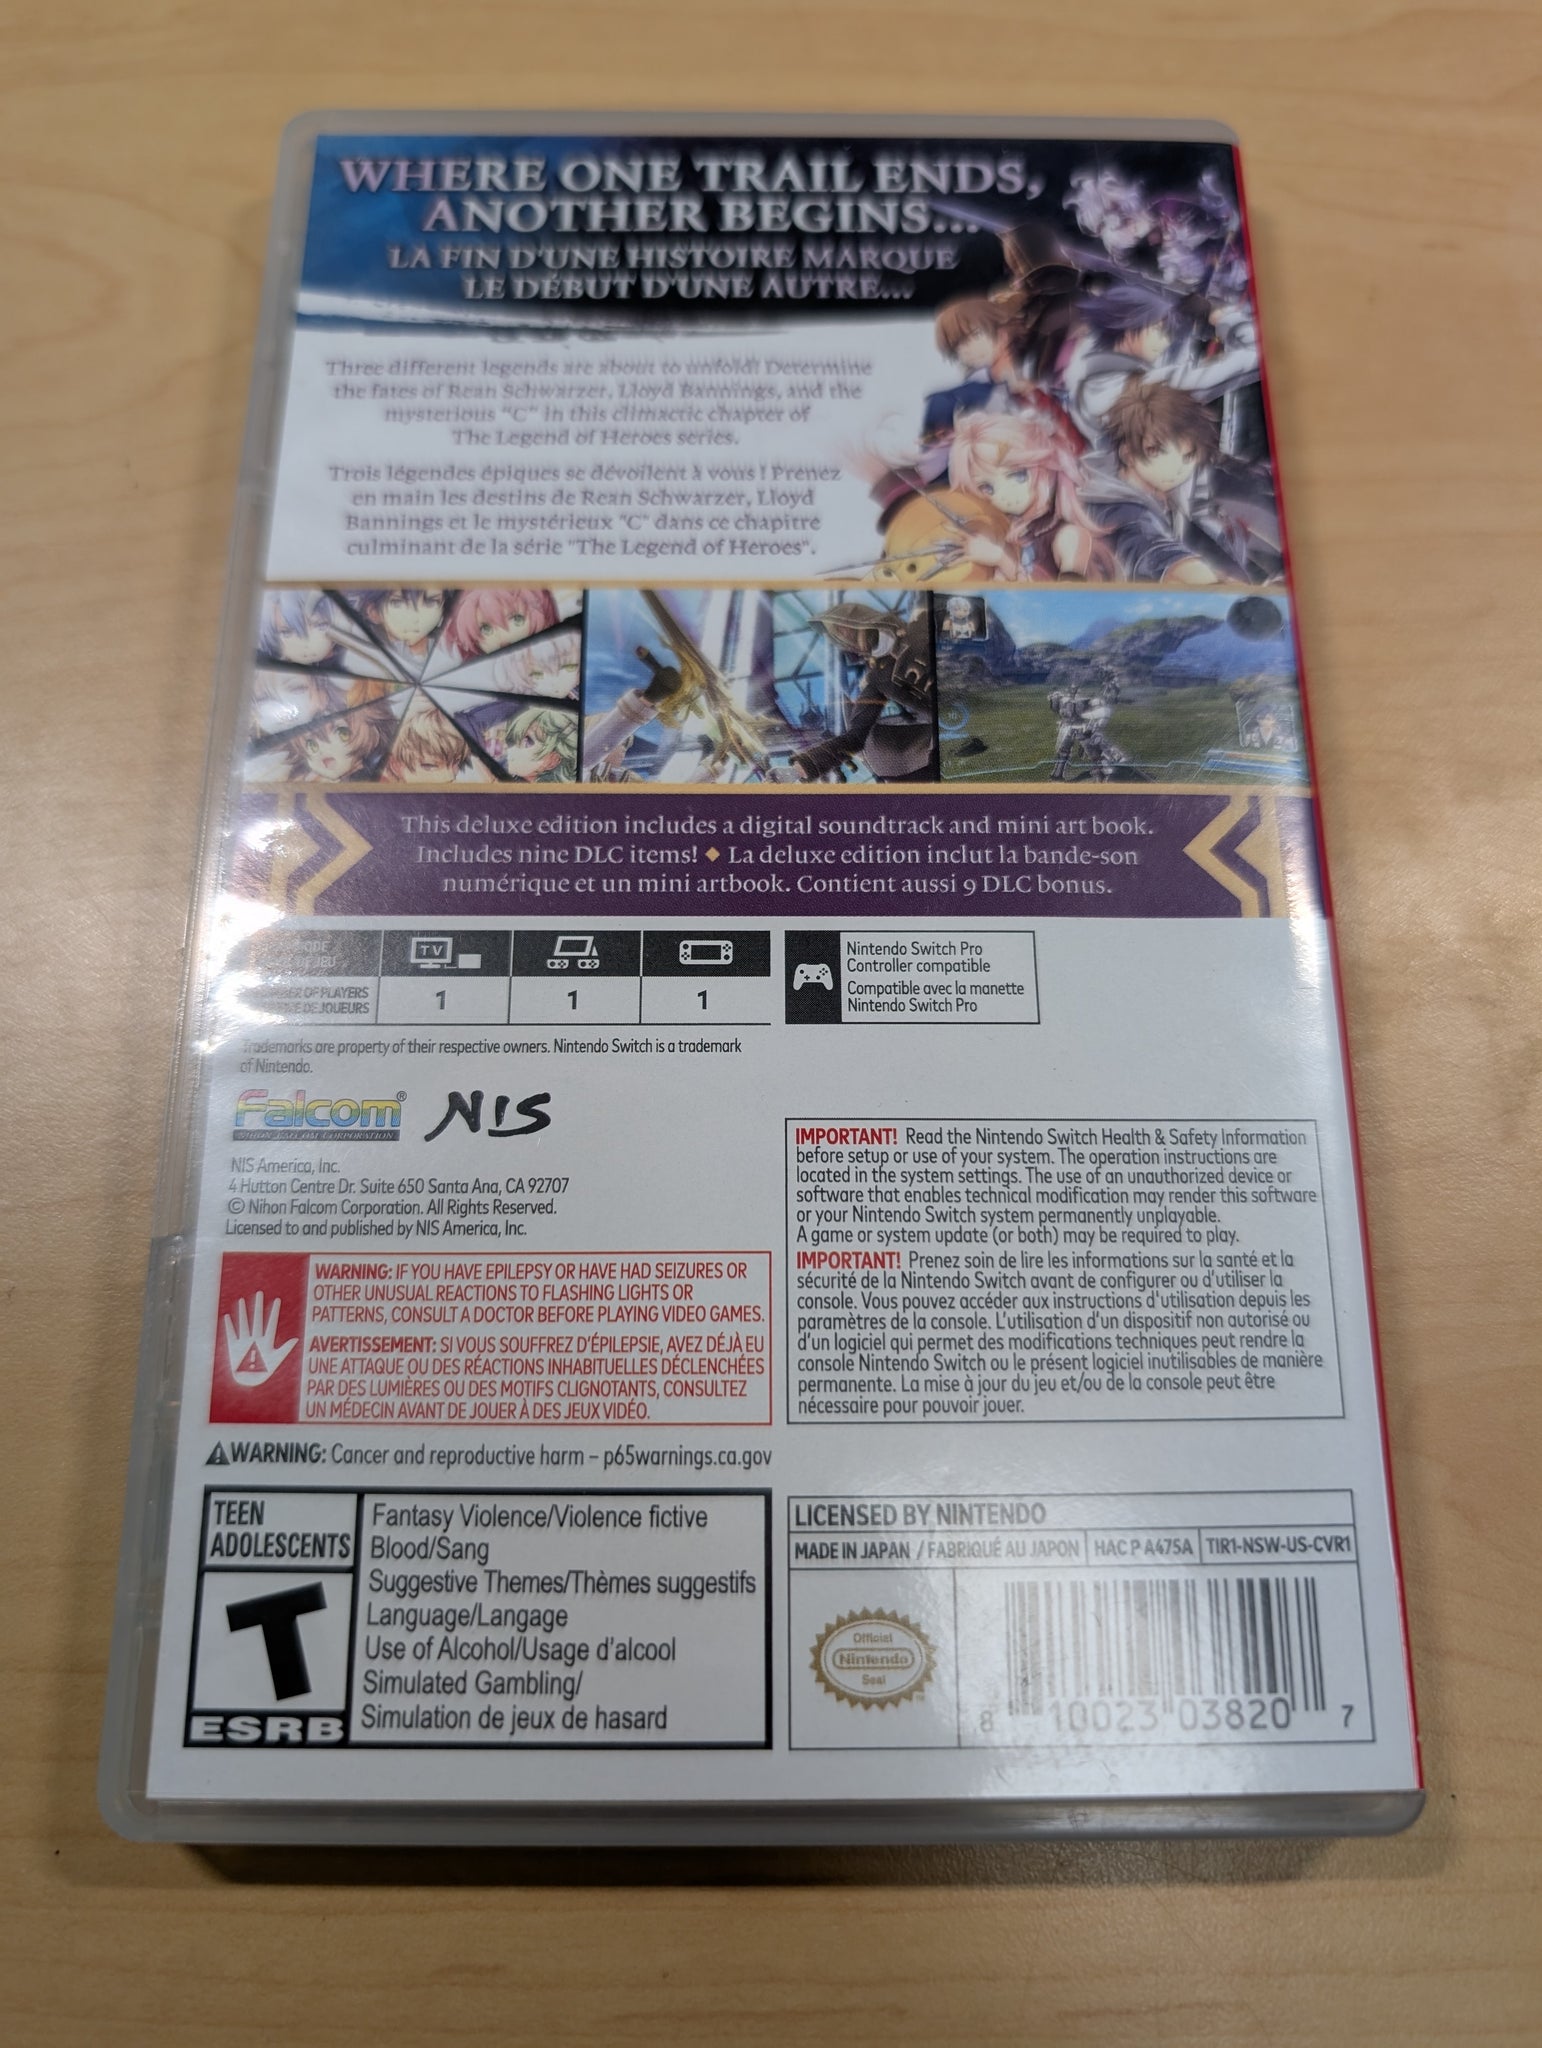 WHERE ONE TRAIL ENDS,
ANOTHER BEGINS...
LA FIN D'UNE HISTOIRE MARQUE
LE DÉBUT D'UNE AUTRE...
Three different legends are about to unfold! Determine
the fates of Rean Schwarzer, Lloyd Bannings, and the
mysterious "C" in this climactic chapter of
The Legend of Heroes series.
Trois légendes épiques se dévoilent à vous ! Prenez
en main les destins de Rean Schwarzer, Lloyd
Bannings et le mystérieux "C" dans ce chapitre
culminant de la série "The Legend of Heroes".
This deluxe edition includes a digital soundtrack and mini art book.
Includes nine DLC items! ◆ La deluxe edition inclut la bande-son
numérique et un mini artbook. Contient aussi 9 DLC bonus.
TV
OF PLAYERS
DE JOUEURS
1 1 1
Nintendo Switch Pro
Controller compatible
Compatible avec la manette
Nintendo Switch Pro
Trademarks are property of their respective owners. Nintendo Switch is a trademark
of Nintendo.
Falcom®
NIHON FALCOM CORPORATION
NIS
NIS America, Inc.
4 Hutton Centre Dr. Suite 650 Santa Ana, CA 92707
© Nihon Falcom Corporation. All Rights Reserved.
Licensed to and published by NIS America, Inc.
IMPORTANT! Read the Nintendo Switch Health & Safety Information
before setup or use of your system. The operation instructions are
located in the system settings. The use of an unauthorized device or
software that enables technical modification may render this software
or your Nintendo Switch system permanently unplayable.
A game or system update (or both) may be required to play.
IMPORTANT! Prenez soin de lire les informations sur la santé et la
sécurité de la Nintendo Switch avant de configurer ou d'utiliser la
console. Vous pouvez accéder aux instructions d'utilisation depuis les
paramètres de la console. L'utilisation d'un dispositif non autorisé ou
d'un logiciel qui permet des modifications techniques peut rendre la
console Nintendo Switch ou le présent logiciel inutilisables de manière
permanente. La mise à jour du jeu et/ou de la console peut être
nécessaire pour pouvoir jouer.
WARNING: IF YOU HAVE EPILEPSY OR HAVE HAD SEIZURES OR
OTHER UNUSUAL REACTIONS TO FLASHING LIGHTS OR
PATTERNS, CONSULT A DOCTOR BEFORE PLAYING VIDEO GAMES.
AVERTISSEMENT: SI VOUS SOUFFREZ D'ÉPILEPSIE, AVEZ DÉJÀ EU
UNE ATTAQUE OU DES RÉACTIONS INHABITUELLES DÉCLENCHÉES
PAR DES LUMIÈRES OU DES MOTIFS CLIGNOTANTS, CONSULTEZ
UN MÉDECIN AVANT DE JOUER À DES JEUX VIDÉO.
⚠WARNING: Cancer and reproductive harm – p65warnings.ca.gov
TEEN
ADOLESCENTS
T
ESRB
Fantasy Violence/Violence fictive
Blood/Sang
Suggestive Themes/Thèmes suggestifs
Language/Langage
Use of Alcohol/Usage d'alcool
Simulated Gambling/
Simulation de jeux de hasard
LICENSED BY NINTENDO
MADE IN JAPAN / FABRIQUÉ AU JAPON HAC P A475A TIR1-NSW-US-CVR1
Official
Nintendo
Seal
8 10023 03820 7